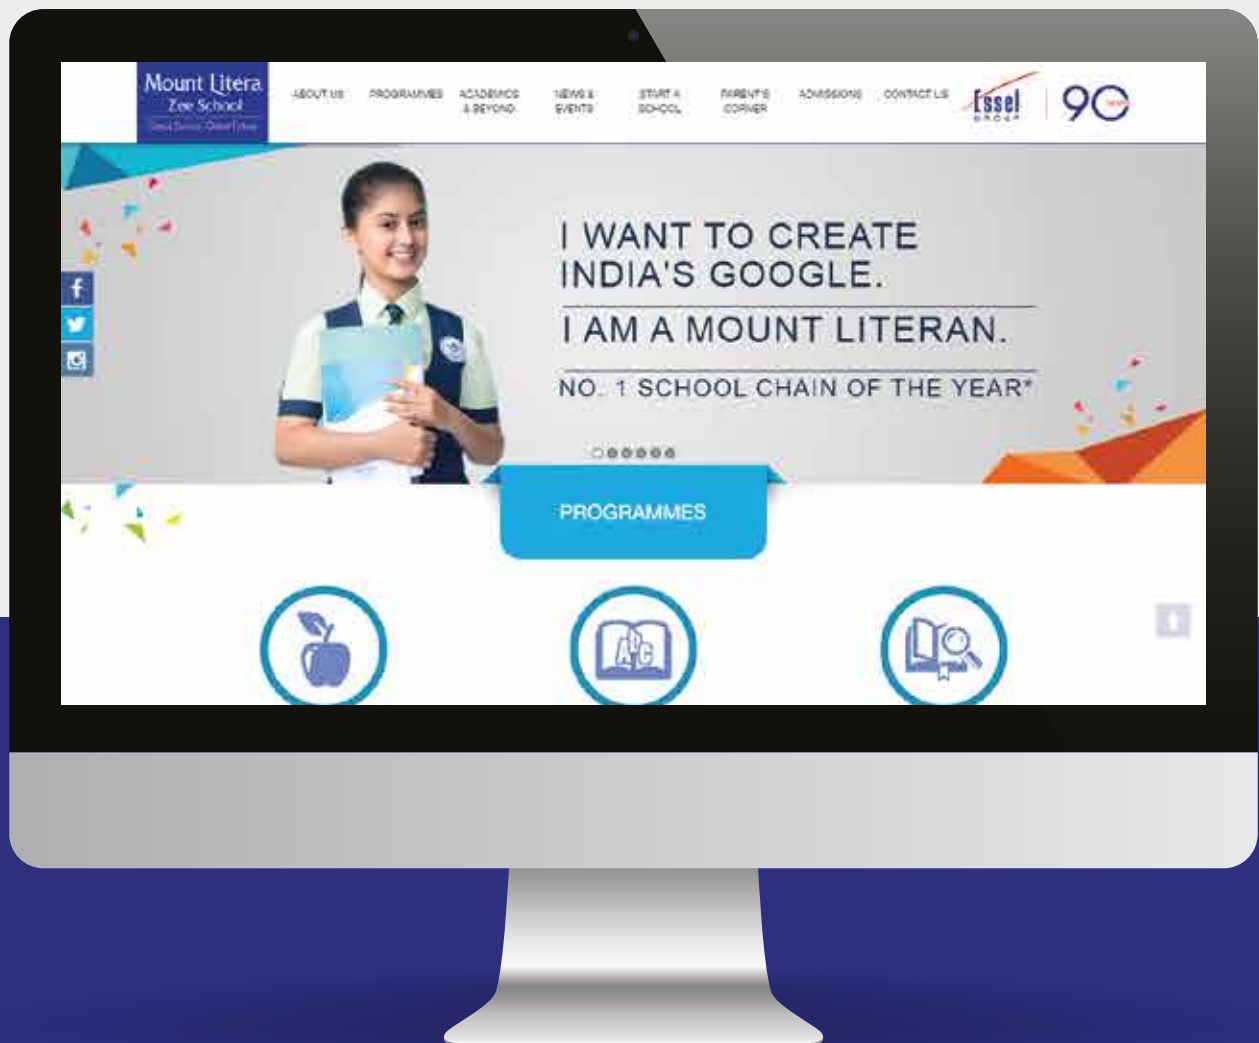 Mount Litera
Zee School
ABOUT US
PROGRAMMES
ACADEMICS
& BEYOND
NEWS &
EVENTS
START A
SCHOOL
PARENT'S
CORNER
ADMISSIONS
CONTACT US
Essel
GROUP
90
f
I WANT TO CREATE
INDIA'S GOOGLE.
I AM A MOUNT LITERAN.
NO. 1 SCHOOL CHAIN OF THE YEAR*
PROGRAMMES
ABC